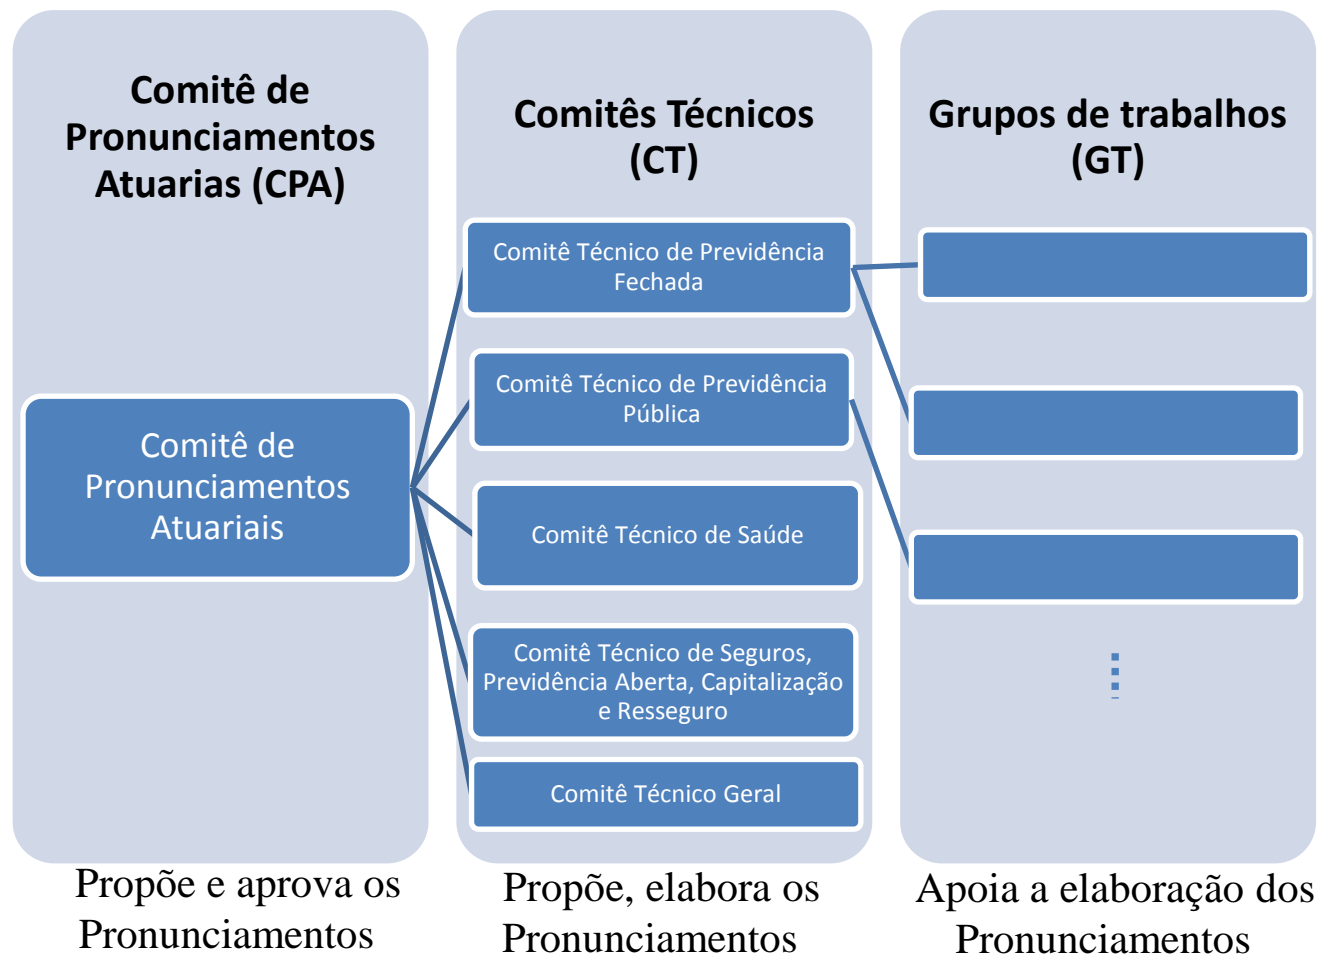 Comitê de
Pronunciamentos
Atuarias (CPA)
Comitê de
Pronunciamentos
Atuariais
Propõe e aprova os
Pronunciamentos
Comitês Técnicos
(CT)
Comitê Técnico de Previdência
Fechada
Comitê Técnico de Previdência
Pública
Comitê Técnico de Saúde
Comitê Técnico de Seguros,
Previdência Aberta, Capitalização
e Resseguro
Comitê Técnico Geral
Propõe, elabora os
Pronunciamentos
Grupos de trabalhos
(GT)
Apoia a elaboração dos
Pronunciamentos